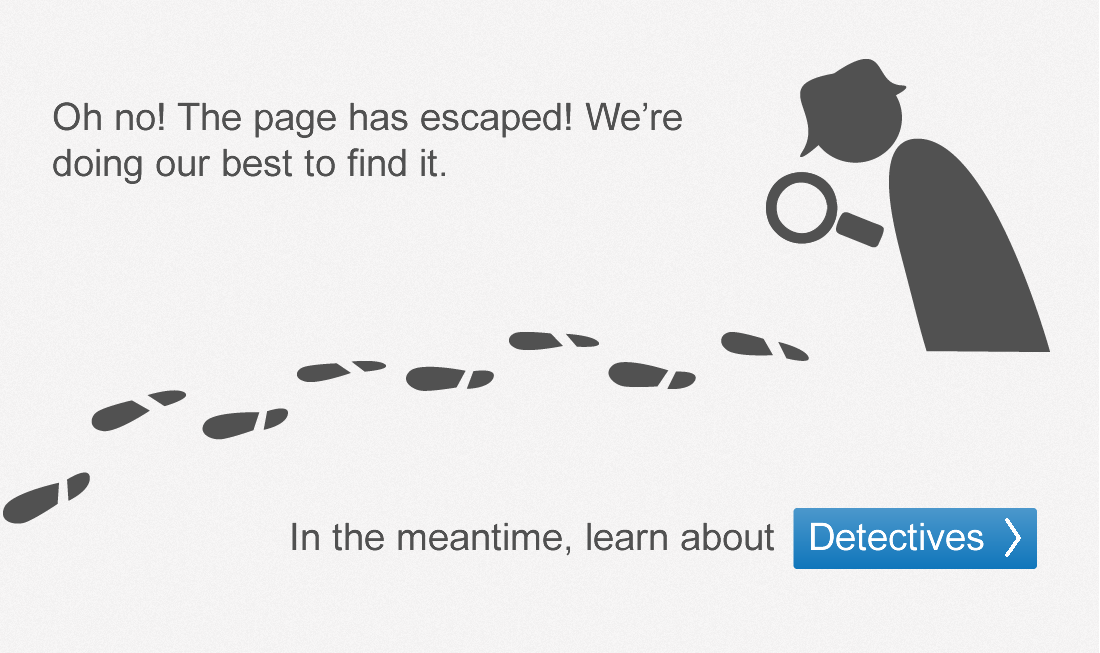 Oh no! The page has escaped! We’re
doing our best to find it.
In the meantime, learn about Detectives